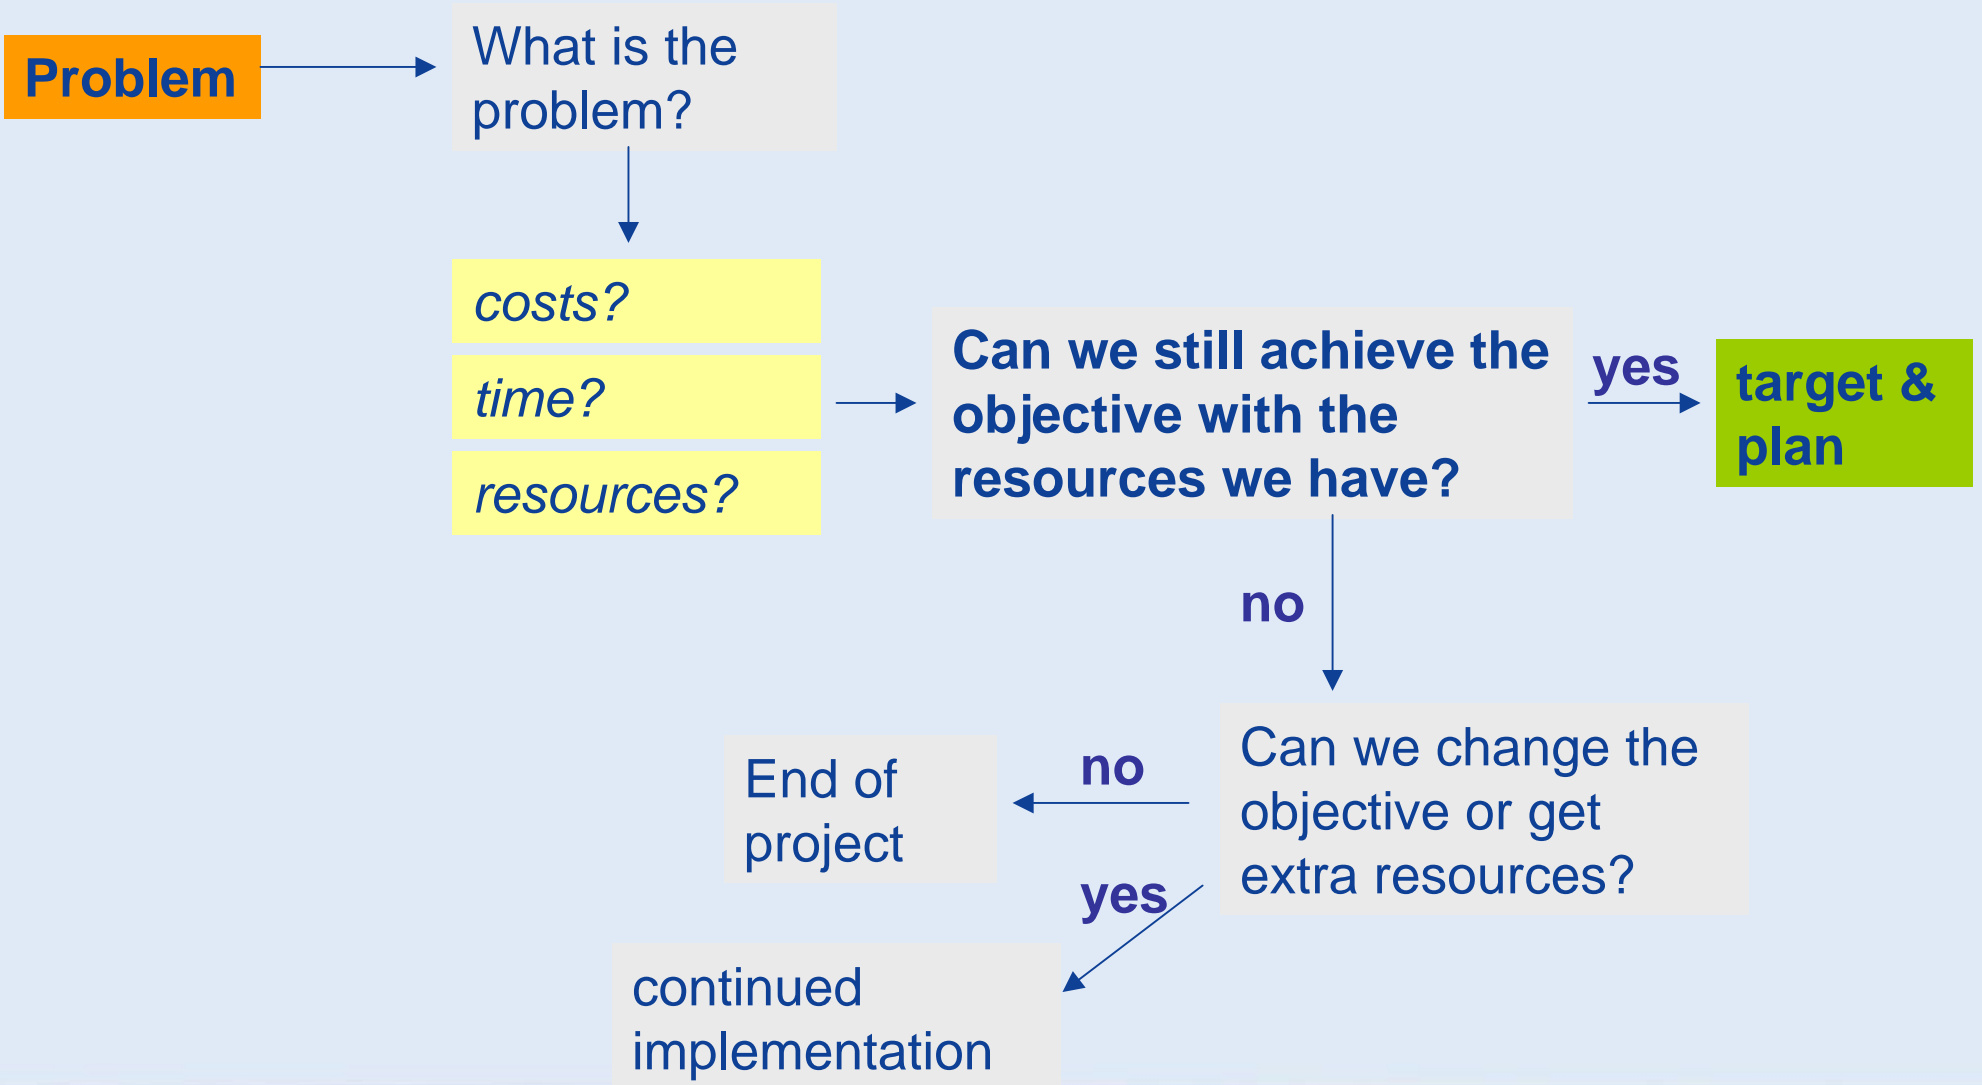 Problem
What is the
problem?
costs?
time?
resources?
Can we still achieve the
objective with the
resources we have?
yes
target &
plan
no
Can we change the
objective or get
extra resources?
no
End of
project
yes
continued
implementation